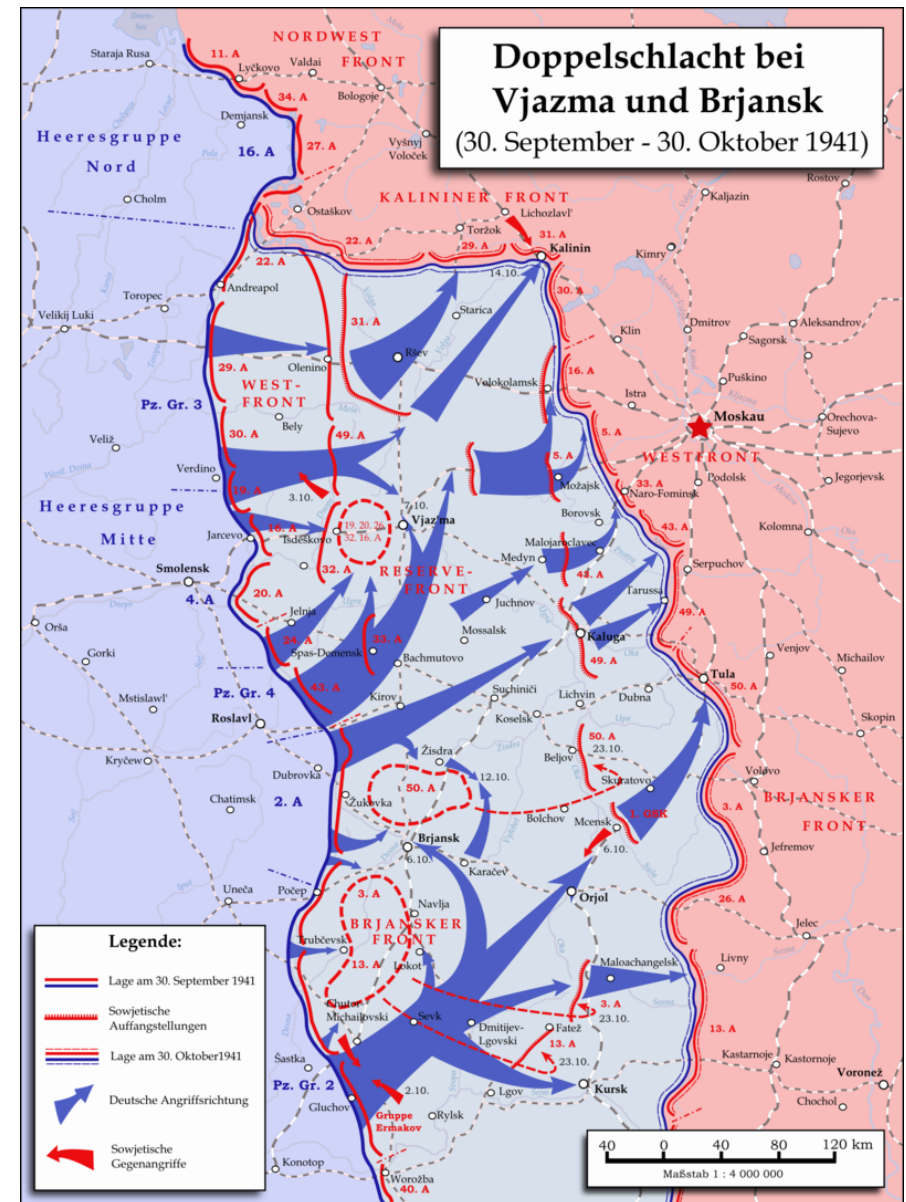 Doppelschlacht bei
Vjazma und Brjansk
(30. September - 30. Oktober 1941)
NORDWEST
FRONT
11. A
Staraja Rusa
Lyčkovo
Valdai
Bologoje
34. A
Demjansk
Heeresgruppe
Nord
16. A
27. A
Vyšnyj
Voloček
Rostov
Cholm
Ostaškov
KALININER FRONT
Kaljazin
Lichozlavl'
Toržok
31. A
22. A
29. A
Kalinin
Kimry
22. A
14.10.
Andreapol
30. A
Toropec
Starica
31. A
Velikij Luki
Klin
Dmitrov
Aleksandrov
Sagorsk
Ršev
Olenino
29. A
16. A
WEST-
FRONT
Volokolamsk
Puškino
Istra
Pz. Gr. 3
Moskau
Orechova-
Sujevo
Bely
30. A
49. A
5. A
Veliž
WESTFRONT
5. A
Verdino
Možajsk
33. A
Podolsk
Jegorjevsk
19. A
3.10.
Naro-Fominsk
Heeresgruppe
Mitte
7.10.
Borovsk
16. A
19. 20. 26.
32. 16. A
Vjaz'ma
43. A
Kolomna
Jarcevo
Isděškovo
Malojaroclavec
Medyn
Smolensk
32. A
RESERVE-
FRONT
43. A
Serpuchov
4. A
20. A
Tarussa
Juchnov
Jelnja
49. A
Orša
24. A
33. A
Mossalsk
Kaluga
Spas-Demensk
Gorki
Bachmutovo
49. A
Venjov
Michailov
Pz. Gr. 4
43. A
Tula
50. A
Mstislawl'
Kirov
Suchiniči
Lichvin
Dubna
Roslavl
Koselsk
Skopin
Kryčew
Žisdra
50. A
23.10.
Beljov
Dubrovka
12.10.
Skuratovo
Volovo
2. A
50. A
Chatimsk
Žukovka
Bolchov
1. GSK
3. A
BRJANSKER
FRONT
Mcensk
Brjansk
6.10.
6.10.
Jefremov
Karačev
Uneča
Počep
3. A
Orjol
26. A
Navlja
BRJANSKER
FRONT
Jelec
Trubčevsk
13. A
Lokot
Maloachangelsk
Livny
Chutor
Michailovski
3. A
23.10.
Sevk
Dmitijev-
Lgovski
Fatež
13. A
13. A
Šastka
23.10.
Kastarnoje
Kastornoje
Pz. Gr. 2
Voronež
2.10.
Kursk
Gluchov
Lgov
Chochol
Gruppe
Ermakov
Rylsk
Konotop
Worožba
40. A
Legende:
Lage am 30. September 1941
Sowjetische
Auffangstellungen
Lage am 30. Oktober1941
Deutsche Angriffsrichtung
Sowjetische
Gegenangriffe
40 0 40 80 120 km
Maßstab 1 : 4 000 000